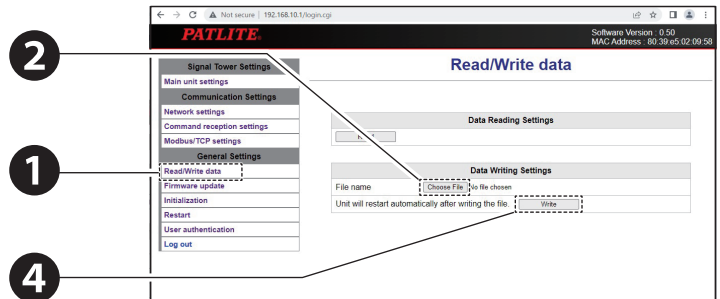 Not secure | 192.168.10.1/login.cgi
PATLITE®
Software Version : 0.50
MAC Address : 80:39:e5:02:09:58
2
Signal Tower Settings
Main unit settings
Communication Settings
Network settings
Command reception settings
Modbus/TCP settings
General Settings
1
Read/Write data
Firmware update
Initialization
Restart
User authentication
Log out
4
Read/Write data
Data Reading Settings
Data Writing Settings
File name Choose File No file chosen
Unit will restart automatically after writing the file. Write